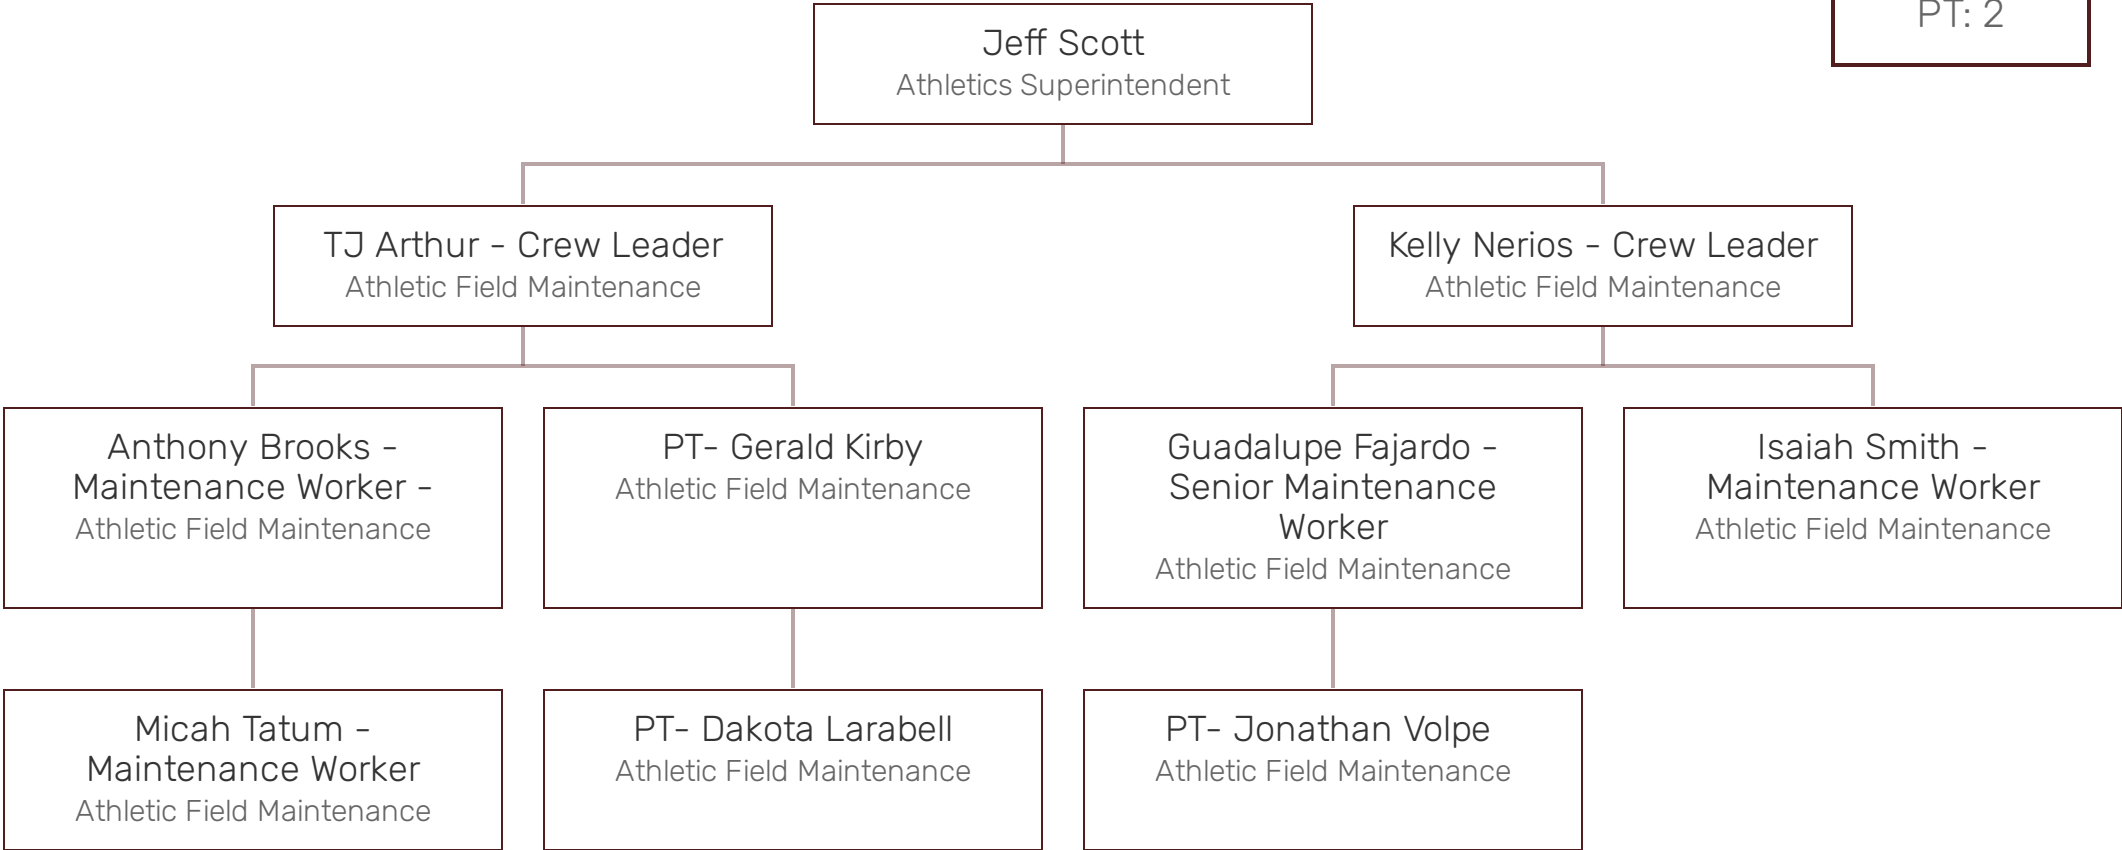 PT: 2
Jeff Scott
Athletics Superintendent
TJ Arthur - Crew Leader
Athletic Field Maintenance
Kelly Nerios - Crew Leader
Athletic Field Maintenance
Anthony Brooks -
Maintenance Worker -
Athletic Field Maintenance
PT- Gerald Kirby
Athletic Field Maintenance
Guadalupe Fajardo -
Senior Maintenance
Worker
Athletic Field Maintenance
Isaiah Smith -
Maintenance Worker
Athletic Field Maintenance
Micah Tatum -
Maintenance Worker
Athletic Field Maintenance
PT- Dakota Larabell
Athletic Field Maintenance
PT- Jonathan Volpe
Athletic Field Maintenance